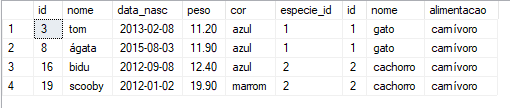 id nome data_nasc peso cor especie_id id nome alimentacao
1 3 tom 2013-02-08 11.20 azul 1 1 gato carnívoro
2 8 ágata 2015-08-03 11.90 azul 1 1 gato carnívoro
3 16 bidu 2012-09-08 12.40 azul 2 2 cachorro carnívoro
4 19 scooby 2012-01-02 19.90 marrom 2 2 cachorro carnívoro